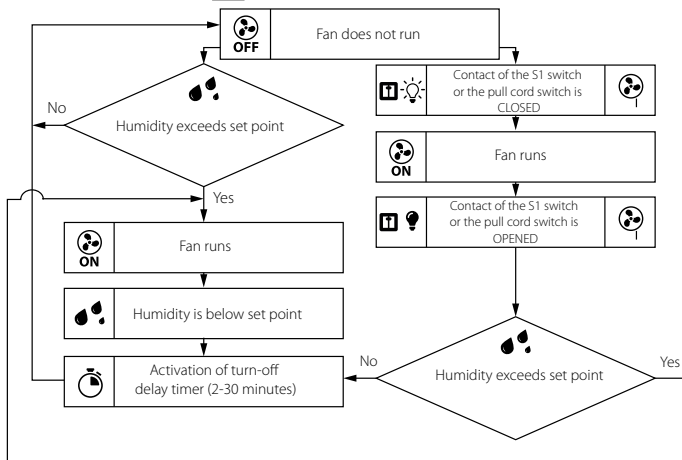 OFF
Fan does not run
No
Humidity exceeds set point
Yes
ON
Fan runs
Humidity is below set point
Activation of turn-off
delay timer (2-30 minutes)
Contact of the S1 switch
or the pull cord switch is
CLOSED
ON
Fan runs
Contact of the S1 switch
or the pull cord switch is
OPENED
No
Humidity exceeds set point
Yes